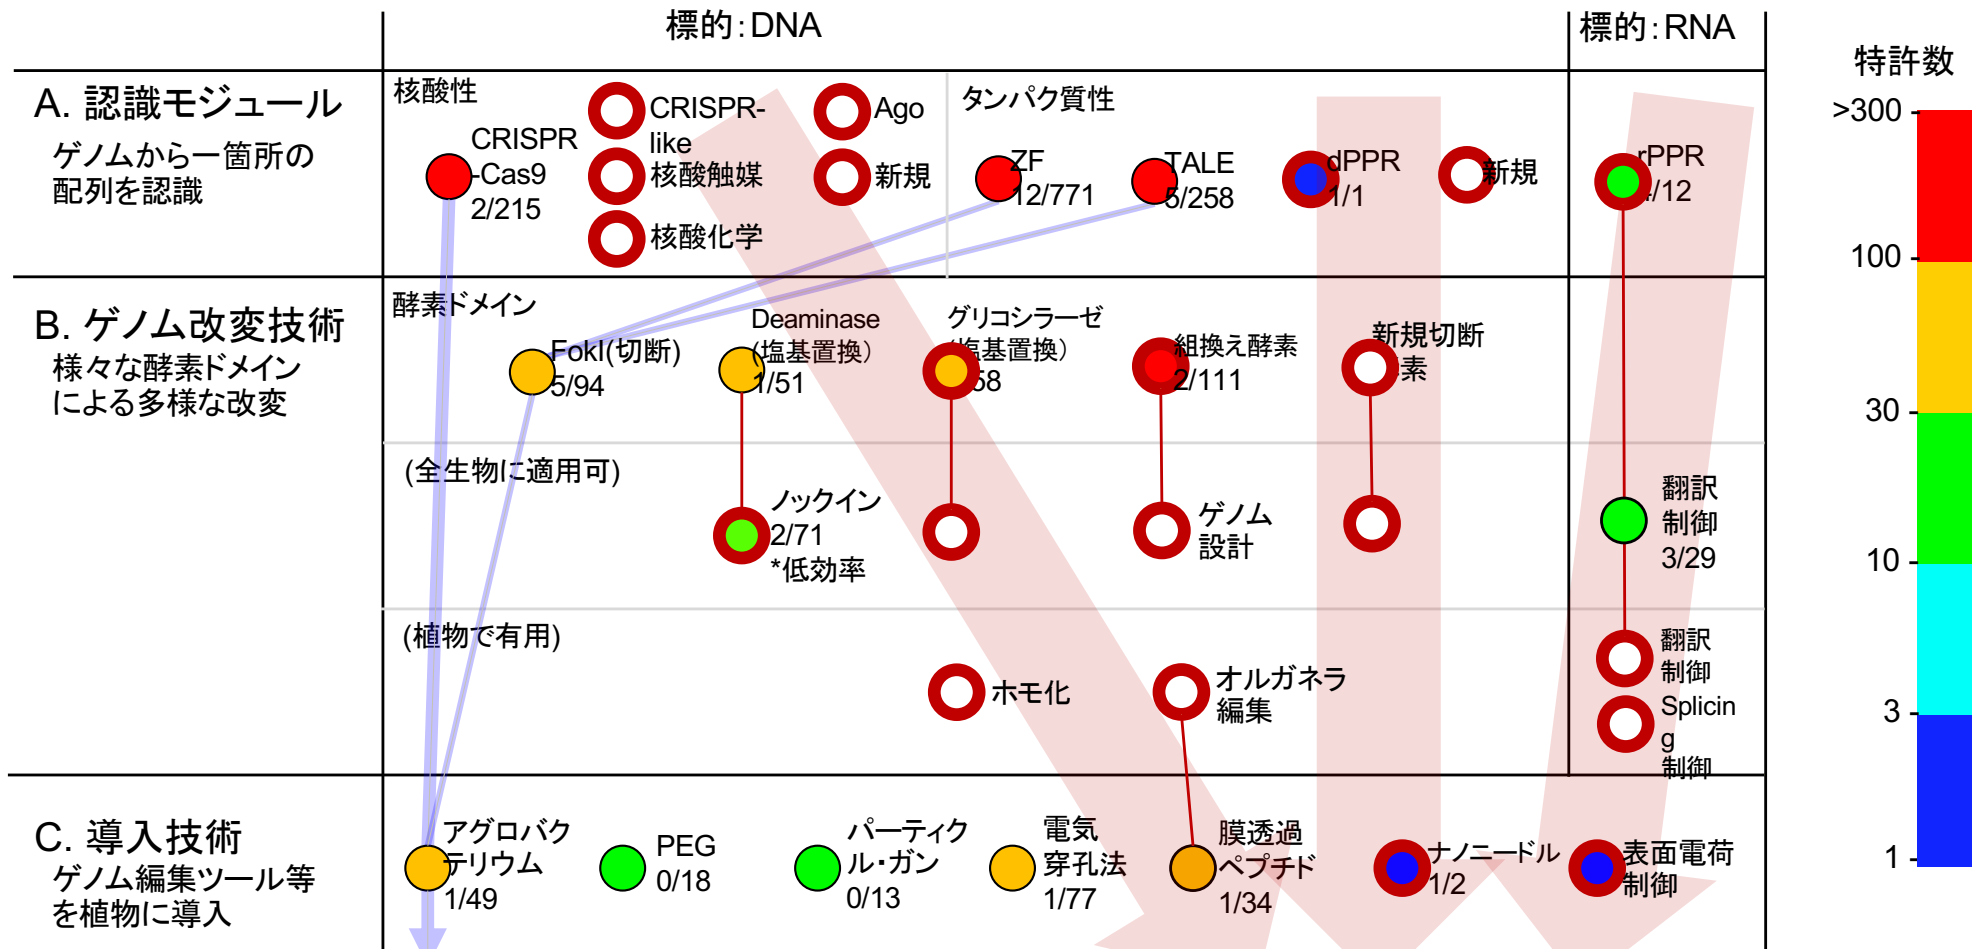 標的：DNA
標的：RNA
特許数
A. 認識モジュール
ゲノムから一箇所の
配列を認識
核酸性
CRISPR
-Cas9
2/215
CRISPR-
like
核酸触媒
核酸化学
Ago
新規
タンパク質性
ZF
12/771
TALE
5/258
dPPR
1/1
新規
rPPR
/12
B. ゲノム改変技術
様々な酵素ドメイン
による多様な改変
酵素ドメイン
FokI(切断)
5/94
Deaminase
(塩基置換）
1/51
グリコシラーゼ
塩基置換）
58
組換え酵素
2/111
新規切断
素
(全生物に適用可)
ノックイン
2/71
*低効率
ゲノム
設計
翻訳
制御
3/29
(植物で有用)
ホモ化
オルガネラ
編集
翻訳
制御
Splicin
g
制御
C. 導入技術
ゲノム編集ツール等
を植物に導入
アグロバク
テリウム
1/49
PEG
0/18
パーティク
ル・ガン
0/13
電気
穿孔法
1/77
膜透過
ペプチド
1/34
ナノニードル
1/2
表面電荷
制御
>300
100
30
10
3
1